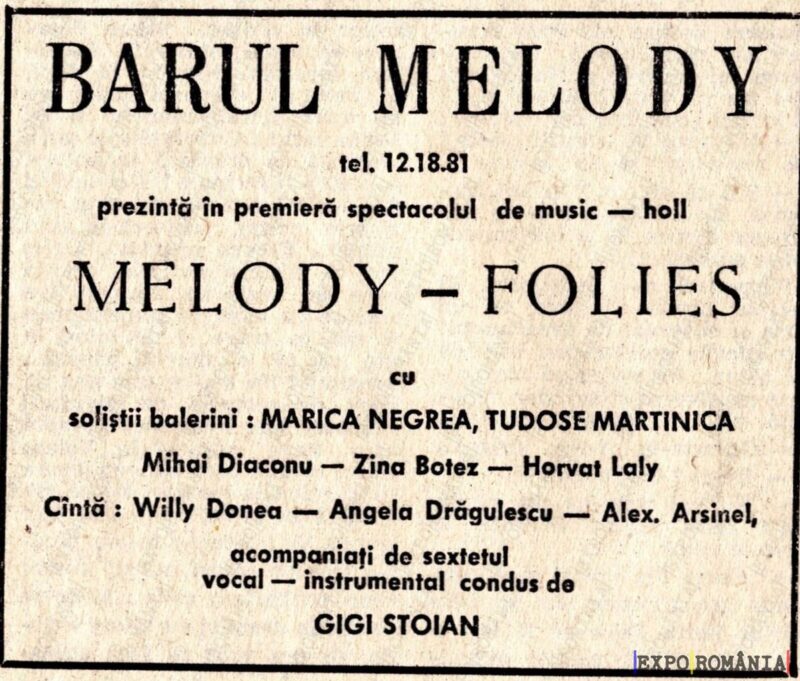 BARUL MELODY
tel. 12.18.81
prezintă în premieră spectacolul de music — holl
MELODY – FOLIES
cu
soliştii balerini : MARICA NEGREA, TUDOSE MARTINICA
Mihai Diaconu — Zina Botez — Horvat Laly
Cîntă : Willy Donea — Angela Drăgulescu — Alex. Arsinel,
acompaniaţi de sextetul
vocal — instrumental condus de
GIGI STOIAN
EXPO ROMÂNIA